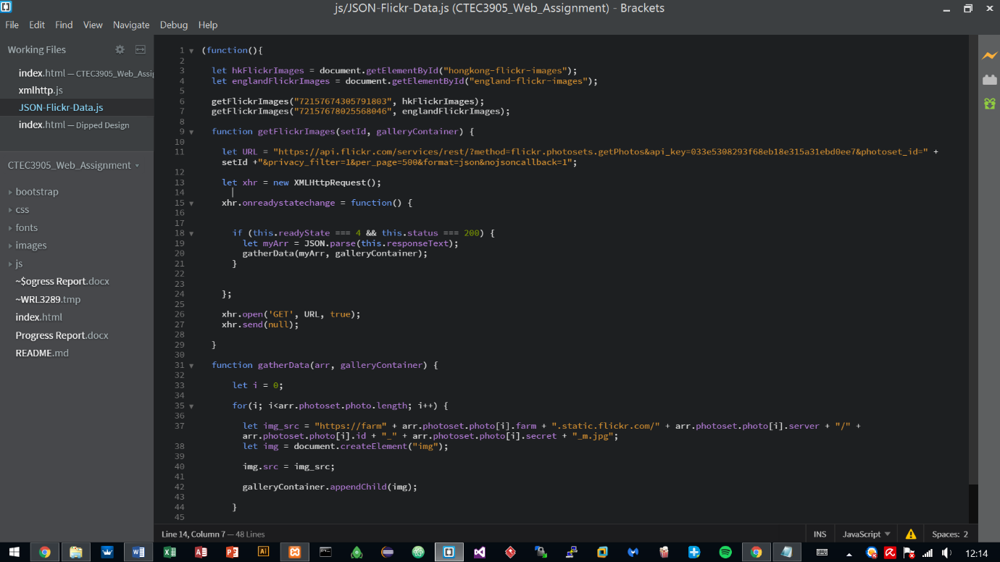 js/JSON-Flickr-Data.js (CTEC3905_Web_Assignment) - Brackets
File Edit Find View Navigate Debug Help
Working Files
index.html — CTEC3905_Web_Assig
xmlhttp.js
JSON-Flickr-Data.js
index.html — Dipped Design
CTEC3905_Web_Assignment
bootstrap
css
fonts
images
js
~$ogress Report.docx
~WRL3289.tmp
index.html
Progress Report.docx
README.md
1 (function(){
2
3 let hkFlickrImages = document.getElementById("hongkong-flickr-images");
4 let englandFlickrImages = document.getElementById("england-flickr-images");
5
6 getFlickrImages("72157674305791803", hkFlickrImages);
7 getFlickrImages("72157678025568046", englandFlickrImages);
8
9 function getFlickrImages(setId, galleryContainer) {
10
11 let URL = "https://api.flickr.com/services/rest/?method=flickr.photosets.getPhotos&api_key=033e5308293f68eb18e315a31ebd0ee7&photoset_id=" +
setId +"&privacy_filter=1&per_page=500&format=json&nojsoncallback=1";
12
13 let xhr = new XMLHttpRequest();
14
15 xhr.onreadystatechange = function() {
16
17
18 if (this.readyState === 4 && this.status === 200) {
19 let myArr = JSON.parse(this.responseText);
20 gatherData(myArr, galleryContainer);
21 }
22
23
24 };
25
26 xhr.open('GET', URL, true);
27 xhr.send(null);
28
29 }
30
31 function gatherData(arr, galleryContainer) {
32
33 let i = 0;
34
35 for(i; i<arr.photoset.photo.length; i++) {
36
37 let img_src = "https://farm" + arr.photoset.photo[i].farm + ".static.flickr.com/" + arr.photoset.photo[i].server + "/" +
arr.photoset.photo[i].id + "_" + arr.photoset.photo[i].secret + "_m.jpg";
38 let img = document.createElement("img");
39
40 img.src = img_src;
41
42 galleryContainer.appendChild(img);
43
44 }
45
Line 14, Column 7 — 48 Lines
INS JavaScript Spaces: 2
12:14